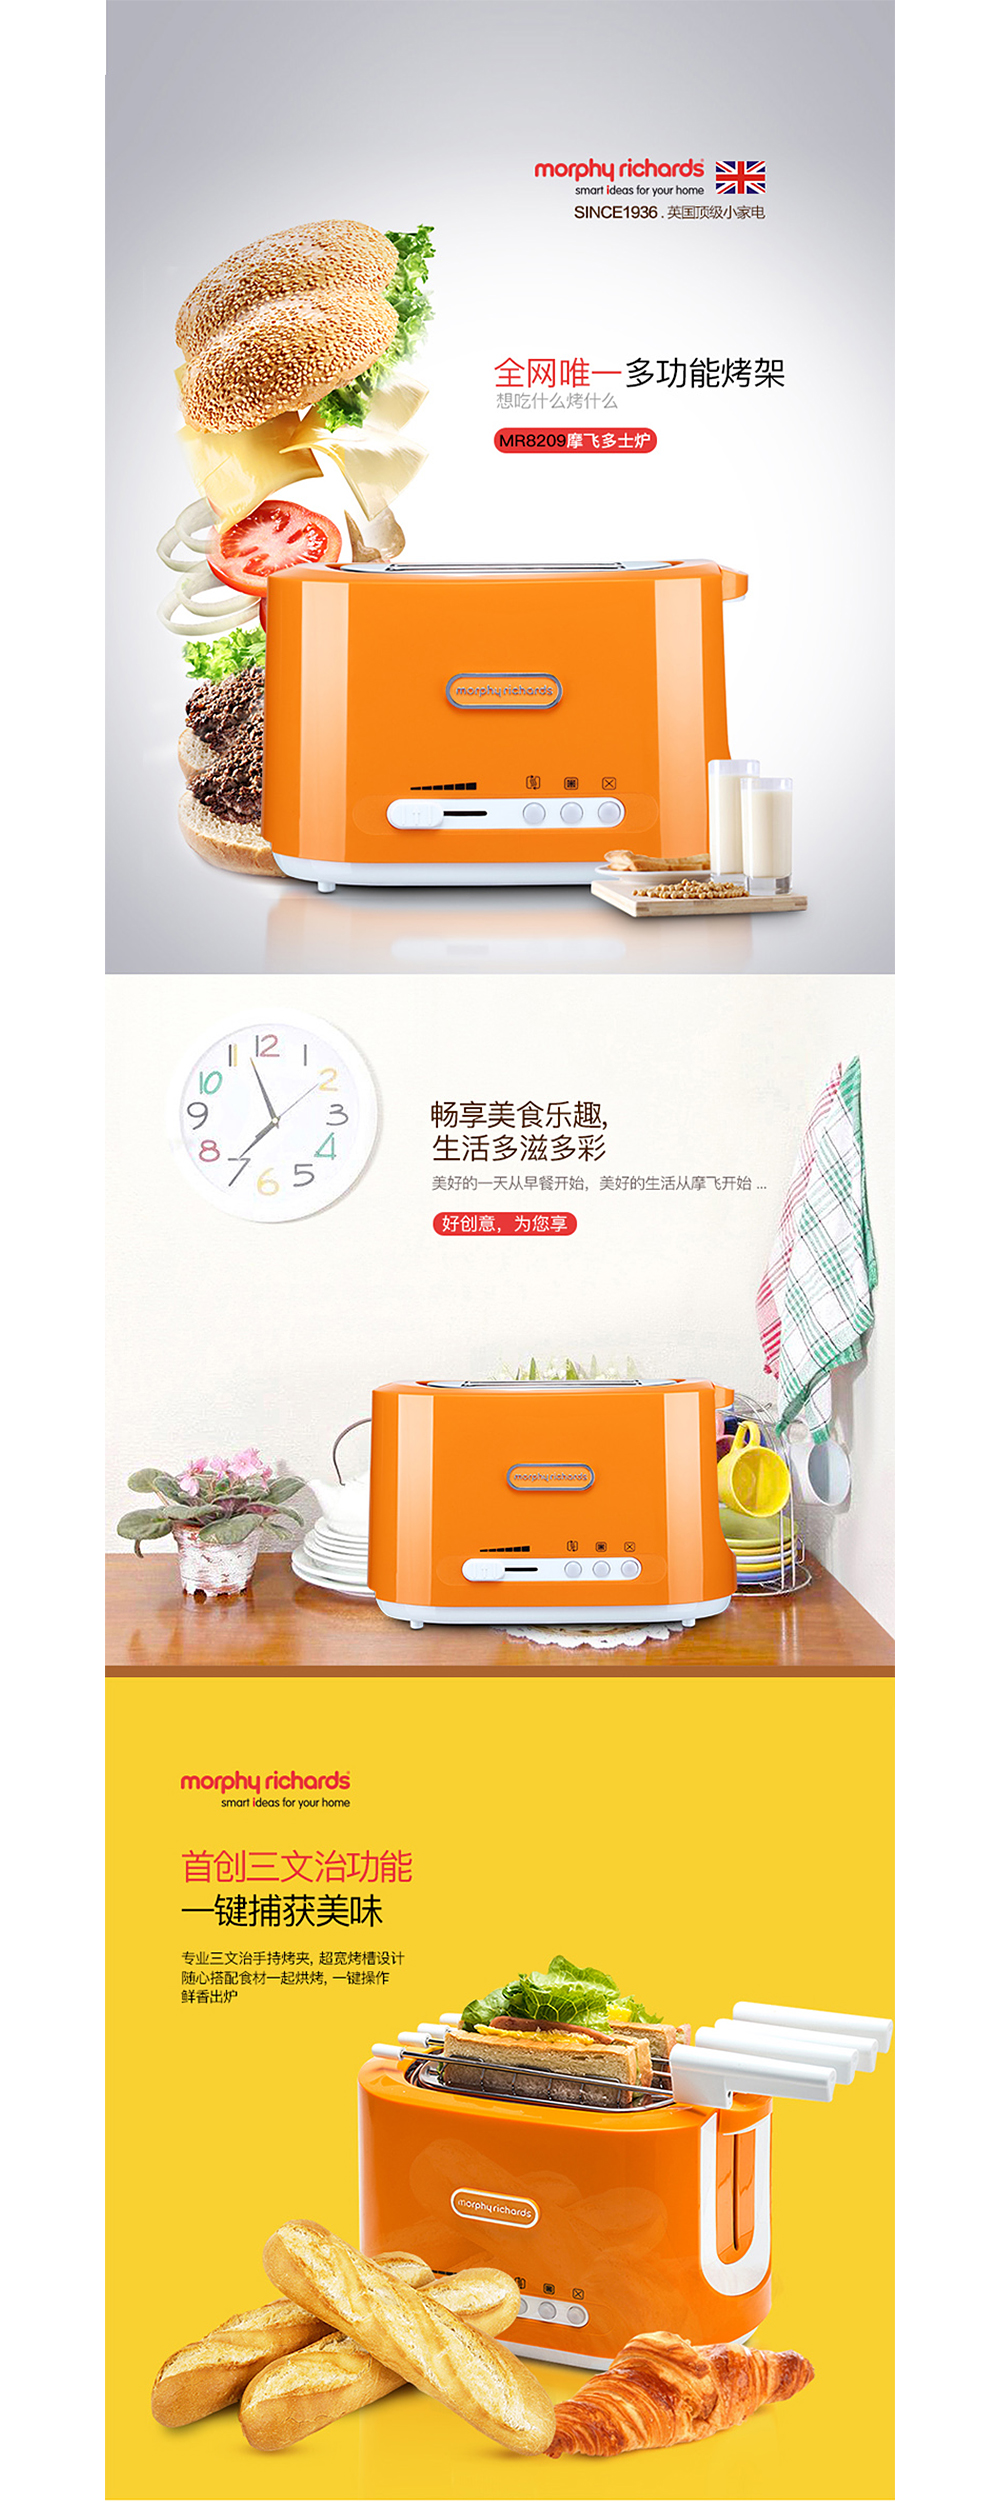 morphy richards
smart ideas for your home
SINCE1936 . 英国顶级小家电
全网唯一多功能烤架
想吃什么烤什么
MR8209摩飞多士炉
morphy richards
12
11
1
10
2
9
3
8
4
7
5
6
畅享美食乐趣,
生活多滋多彩
美好的一天从早餐开始，美好的生活从摩飞开始 ...
好创意，为您享
morphy richards
morphy richards
smart ideas for your home
首创三文治功能
一键捕获美味
专业三文治手持烤夹, 超宽烤槽设计
随心搭配食材一起烘烤, 一键操作
鲜香出炉
morphy richards